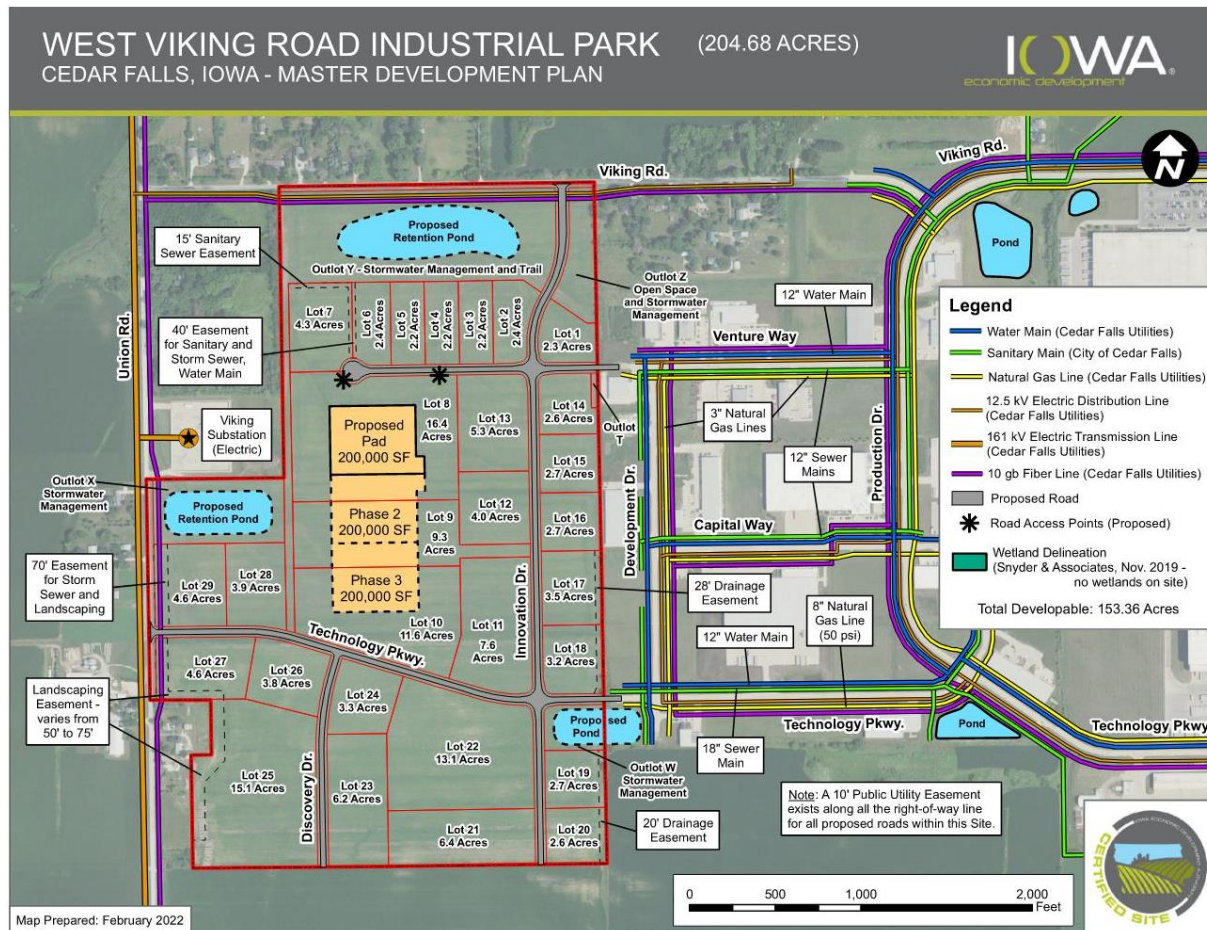 WEST VIKING ROAD INDUSTRIAL PARK (204.68 ACRES)
CEDAR FALLS, IOWA - MASTER DEVELOPMENT PLAN
IOWA
economic development
Viking Rd.
Viking Rd.
N
Proposed
Retention Pond
15' Sanitary
Sewer Easement
Outlot Y - Stormwater Management and Trail
Outlot Z
Open Space
and Stormwater
Management
Pond
Union Rd.
40' Easement
for Sanitary and
Storm Sewer,
Water Main
Lot 7
4.3 Acres
Lot 6
2.4 Acres
Lot 5
2.2 Acres
Lot 4
2.2 Acres
Lot 3
2.2 Acres
Lot 2
2.4 Acres
Lot 1
2.3 Acres
12" Water Main
Venture Way
Legend
Water Main (Cedar Falls Utilities)
Sanitary Main (City of Cedar Falls)
Natural Gas Line (Cedar Falls Utilities)
12.5 kV Electric Distribution Line
(Cedar Falls Utilities)
161 kV Electric Transmission Line
(Cedar Falls Utilities)
10 gb Fiber Line (Cedar Falls Utilities)
Proposed Road
Road Access Points (Proposed)
Wetland Delineation
(Snyder & Associates, Nov. 2019 -
no wetlands on site)
Total Developable: 153.36 Acres
Viking
Substation
(Electric)
Proposed Pad
200,000 SF
Lot 8
16.4
Acres
Lot 13
5.3 Acres
Lot 14
2.6 Acres
Outlot
T
3" Natural
Gas Lines
12" Sewer
Mains
Production Dr.
Development Dr.
Outlot X
Stormwater
Management
Proposed
Retention Pond
Lot 15
2.7 Acres
Phase 2
200,000 SF
Lot 9
9.3
Acres
Lot 12
4.0 Acres
Lot 16
2.7 Acres
Capital Way
70' Easement
for Storm
Sewer and
Landscaping
Lot 29
4.6 Acres
Lot 28
3.9 Acres
Phase 3
200,000 SF
Lot 10
11.6 Acres
Lot 11
7.6
Acres
Innovation Dr.
Lot 17
3.5 Acres
28' Drainage
Easement
8" Natural
Gas Line
(50 psi)
12" Water Main
Lot 18
3.2 Acres
Technology Pkwy.
Lot 27
4.6 Acres
Lot 26
3.8 Acres
Landscaping
Easement -
varies from
50' to 75'
Lot 24
3.3 Acres
Proposed
Pond
Technology Pkwy.
Pond
Technology Pkwy.
Lot 22
13.1 Acres
Outlot W
Stormwater
Management
18" Sewer
Main
Lot 25
15.1 Acres
Discovery Dr.
Lot 23
6.2 Acres
Lot 19
2.7 Acres
Note: A 10' Public Utility Easement
exists along all the right-of-way line
for all proposed roads within this Site.
Lot 21
6.4 Acres
Lot 20
2.6 Acres
20' Drainage
Easement
0 500 1,000 2,000
Feet
CERTIFIED SITE
Map Prepared: February 2022